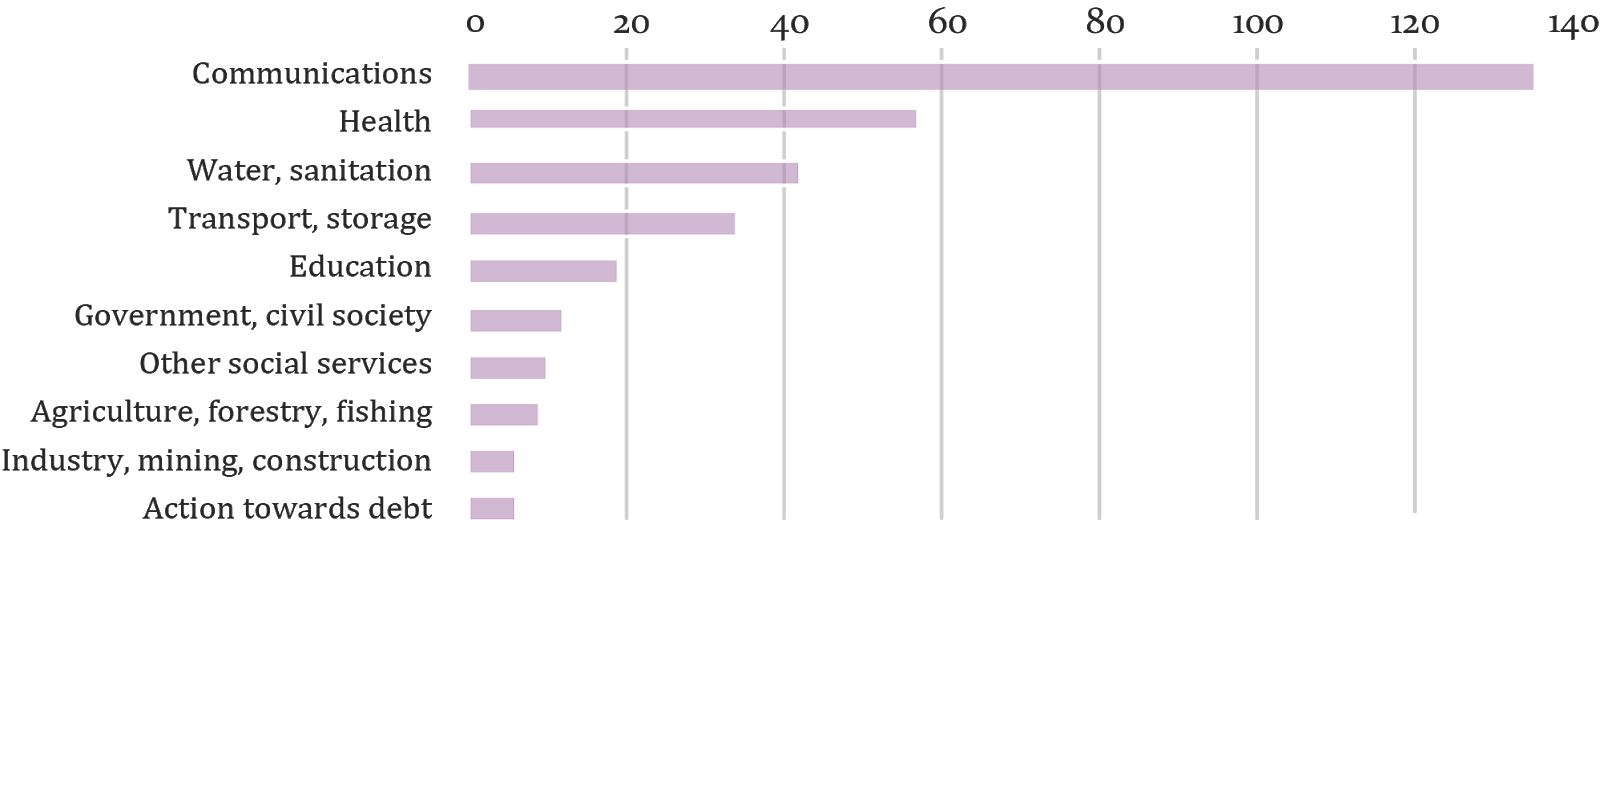 0 20 40 60 80 100 120 140
Communications
Health
Water, sanitation
Transport, storage
Education
Government, civil society
Other social services
Agriculture, forestry, fishing
Industry, mining, construction
Action towards debt